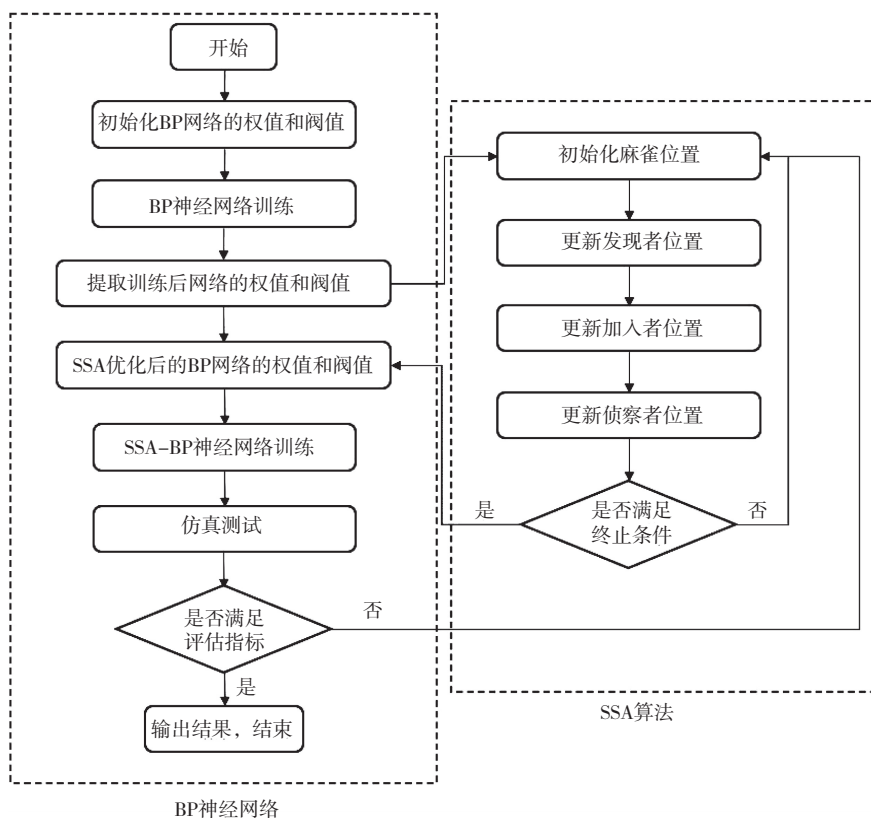 开始
初始化BP网络的权值和阀值
BP神经网络训练
提取训练后网络的权值和阀值
SSA优化后的BP网络的权值和阀值
SSA-BP神经网络训练
仿真测试
是否满足
评估指标
否
是
输出结果，结束
BP神经网络
初始化麻雀位置
更新发现者位置
更新加入者位置
更新侦察者位置
是否满足
终止条件
是
否
SSA算法